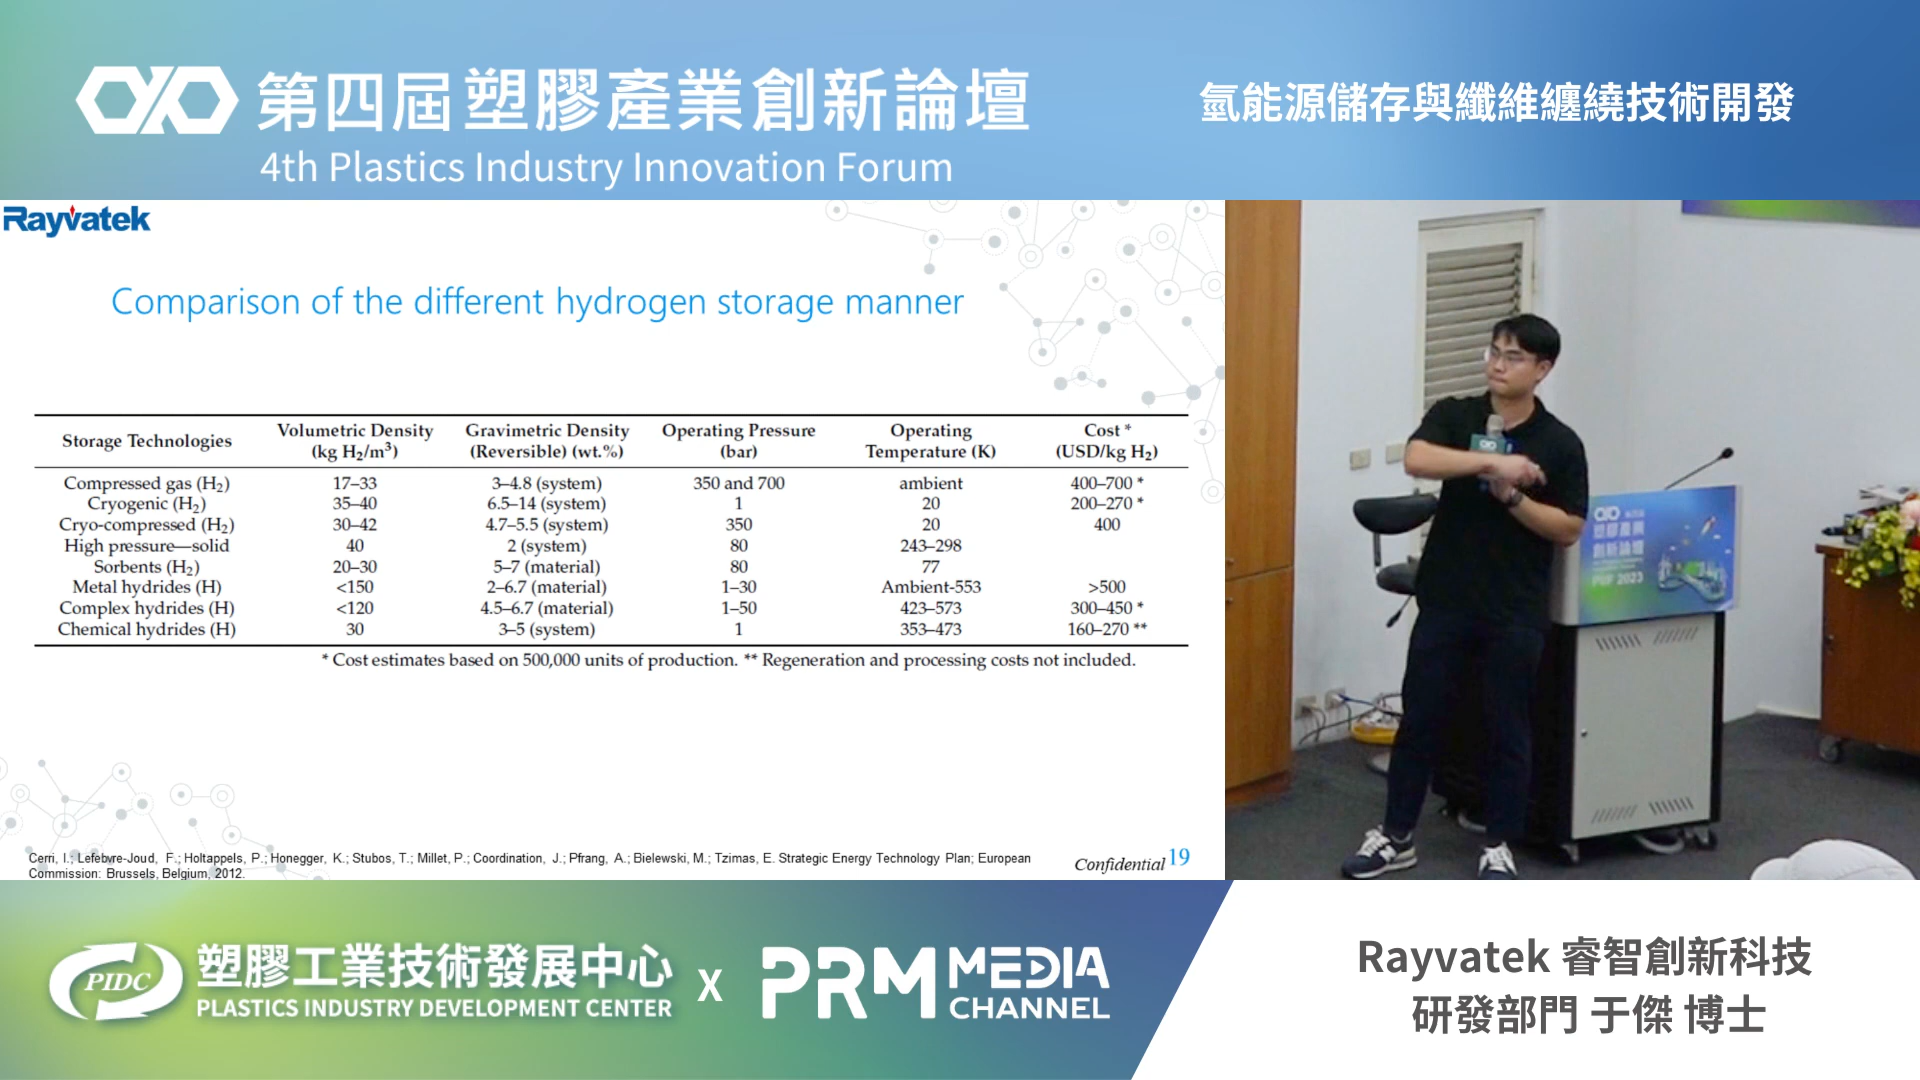 第四屆塑膠產業創新論壇
4th Plastics Industry Innovation Forum
氫能源儲存與纖維纏繞技術開發
Rayvatek
Comparison of the different hydrogen storage manner
Storage Technologies Volumetric Density (kg H₂/m³) Gravimetric Density (Reversible) (wt.%) Operating Pressure (bar) Operating Temperature (K) Cost * (USD/kg H₂)
Compressed gas (H₂) 17–33 3–4.8 (system) 350 and 700 ambient 400–700 *
Cryogenic (H₂) 35–40 6.5–14 (system) 1 20 200–270 *
Cryo-compressed (H₂) 30–42 4.7–5.5 (system) 350 20 400
High pressure—solid 40 2 (system) 80 243–298
Sorbents (H₂) 20–30 5–7 (material) 80 77
Metal hydrides (H) <150 2–6.7 (material) 1–30 Ambient-553 >500
Complex hydrides (H) <120 4.5–6.7 (material) 1–50 423–573 300–450 *
Chemical hydrides (H) 30 3–5 (system) 1 353–473 160–270 **
* Cost estimates based on 500,000 units of production. ** Regeneration and processing costs not included.
Cerri, I.; Lefebvre-Joud, F.; Holtappels, P.; Honegger, K.; Stubos, T.; Millet, P.; Coordination, J.; Pfrang, A.; Bielewski, M.; Tzimas, E. Strategic Energy Technology Plan; European
Commission: Brussels, Belgium, 2012.
Confidential 19
塑膠產業
創新論壇
PIIF 2023
PIDC
塑膠工業技術發展中心
PLASTICS INDUSTRY DEVELOPMENT CENTER
X
PRM MEDIA
CHANNEL
Rayvatek 睿智創新科技
研發部門 于傑 博士